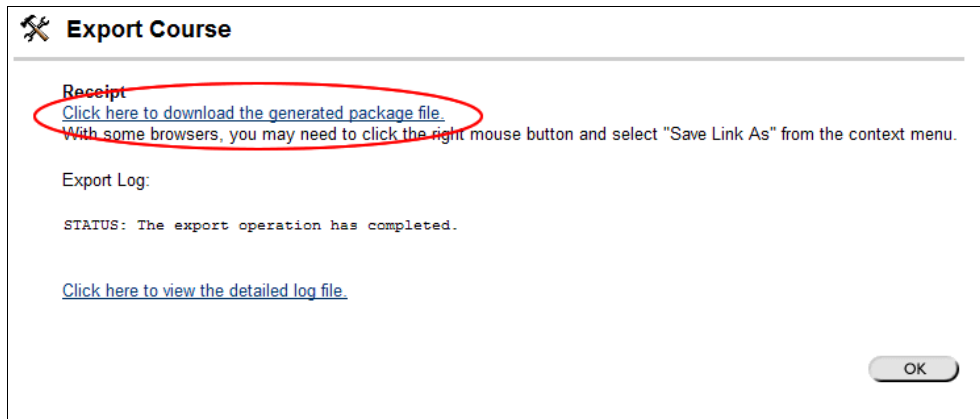 Export Course
Receipt
Click here to download the generated package file.
With some browsers, you may need to click the right mouse button and select "Save Link As" from the context menu.
Export Log:
STATUS: The export operation has completed.
Click here to view the detailed log file.
OK